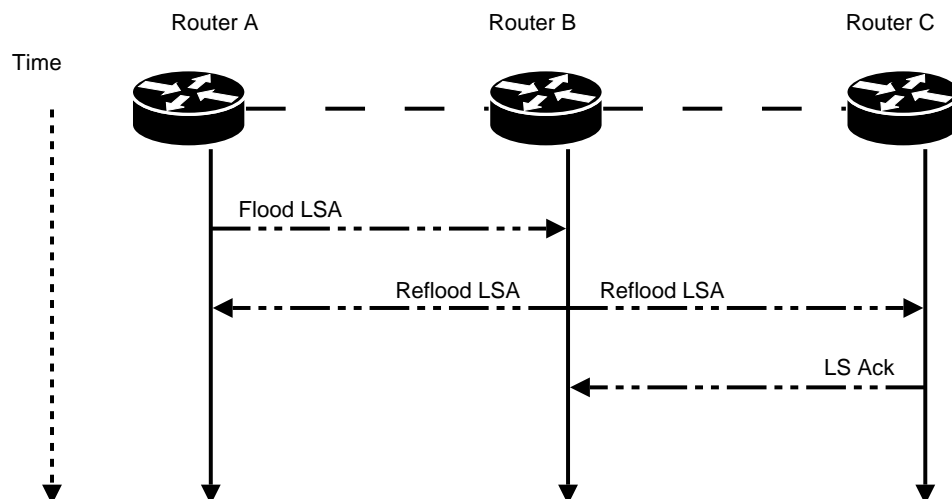 Router A
Router B
Router C
Time
Flood LSA
Reflood LSA
Reflood LSA
LS Ack